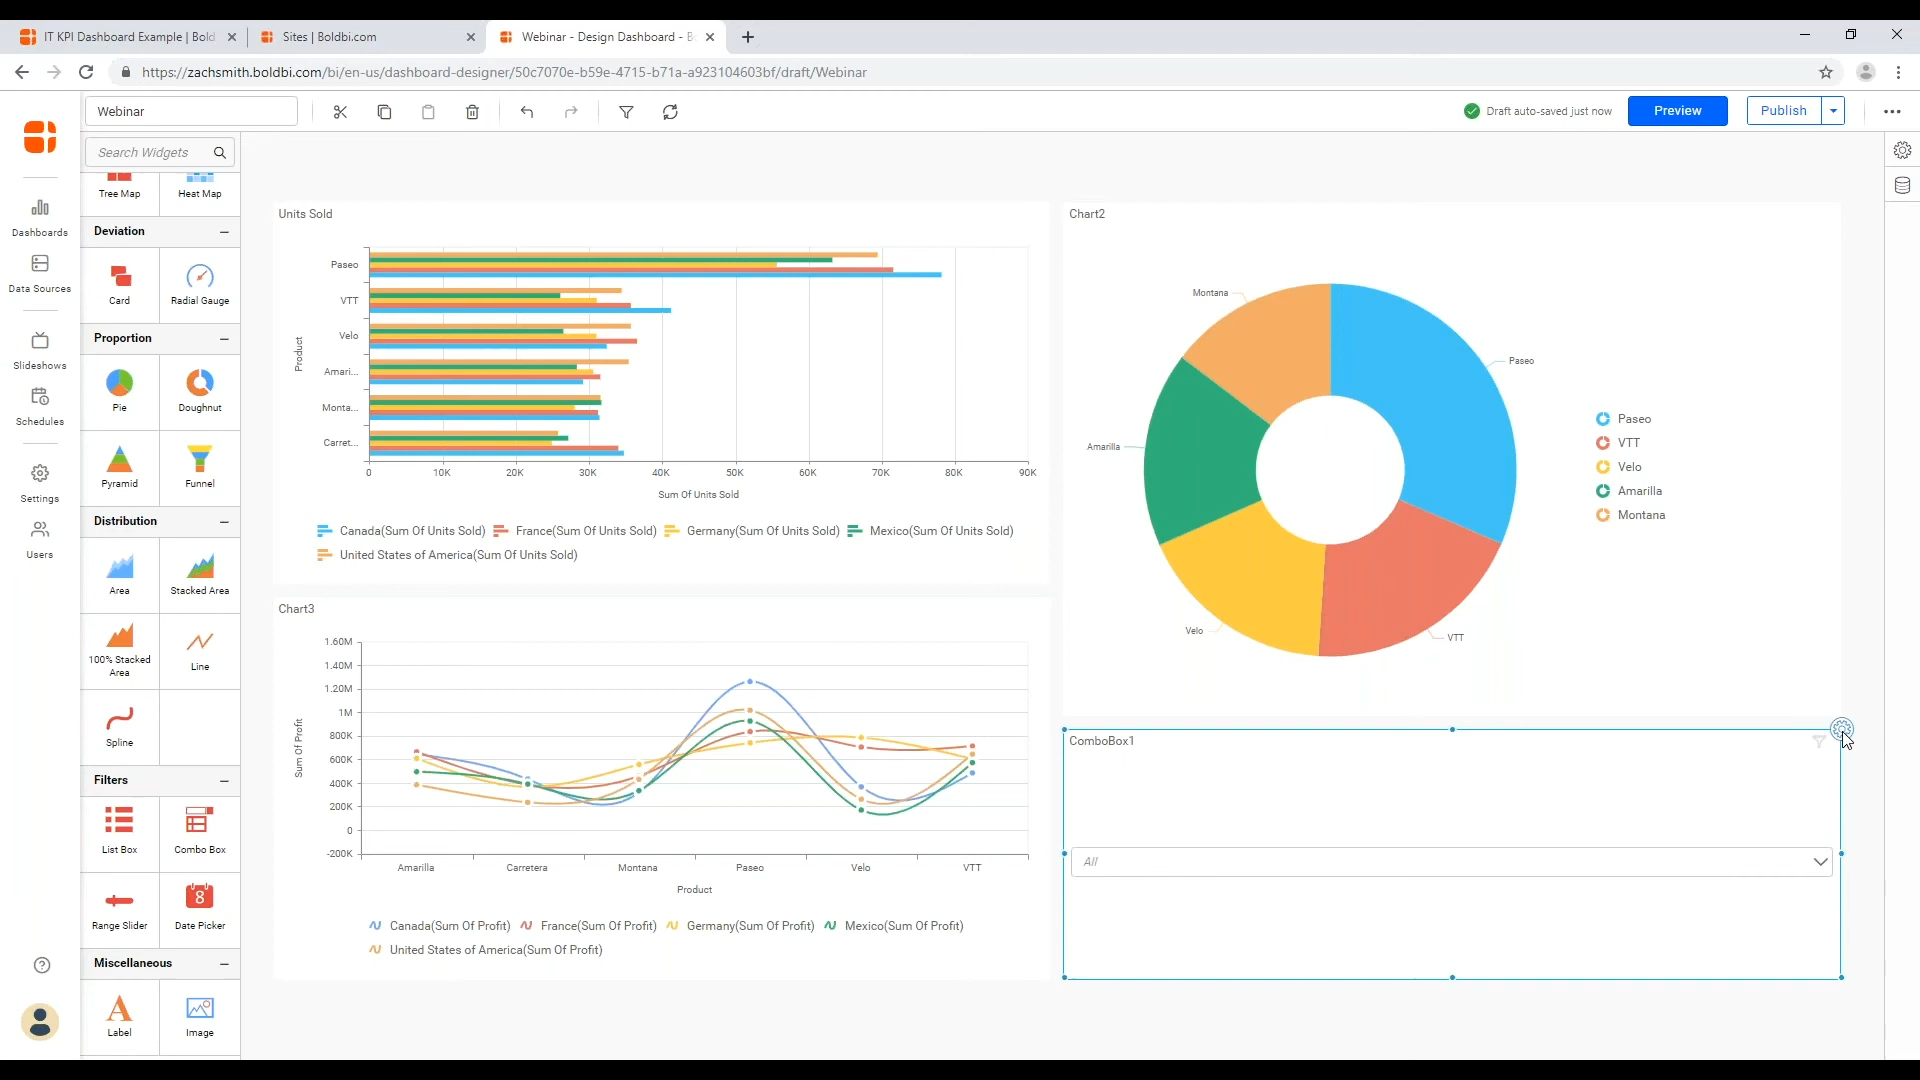 IT KPI Dashboard Example | Bold
Sites | Boldbi.com
Webinar - Design Dashboard - B
https://zachsmith.boldbi.com/bi/en-us/dashboard-designer/50c7070e-b59e-4715-b71a-a923104603bf/draft/Webinar
Webinar
Draft auto-saved just now
Preview
Publish
Dashboards
Data Sources
Slideshows
Schedules
Settings
Users
Search Widgets
Tree Map
Heat Map
Deviation
Card
Radial Gauge
Proportion
Pie
Doughnut
Pyramid
Funnel
Distribution
Area
Stacked Area
100% Stacked
Area
Line
Spline
Filters
List Box
Combo Box
Range Slider
8
Date Picker
Miscellaneous
Label
Image
Units Sold
Product
Paseo
VTT
Velo
Amari...
Monta...
Carret...
0 10K 20K 30K 40K 50K 60K 70K 80K 90K
Sum Of Units Sold
Canada(Sum Of Units Sold) France(Sum Of Units Sold) Germany(Sum Of Units Sold) Mexico(Sum Of Units Sold)
United States of America(Sum Of Units Sold)
Chart2
Montana
Paseo
Amarilla
Velo
VTT
Paseo
VTT
Velo
Amarilla
Montana
Chart3
Sum Of Profit
1.60M
1.40M
1.20M
1M
800K
600K
400K
200K
0
-200K
Amarilla Carretera Montana Paseo Velo VTT
Product
Canada(Sum Of Profit) France(Sum Of Profit) Germany(Sum Of Profit) Mexico(Sum Of Profit)
United States of America(Sum Of Profit)
ComboBox1
All